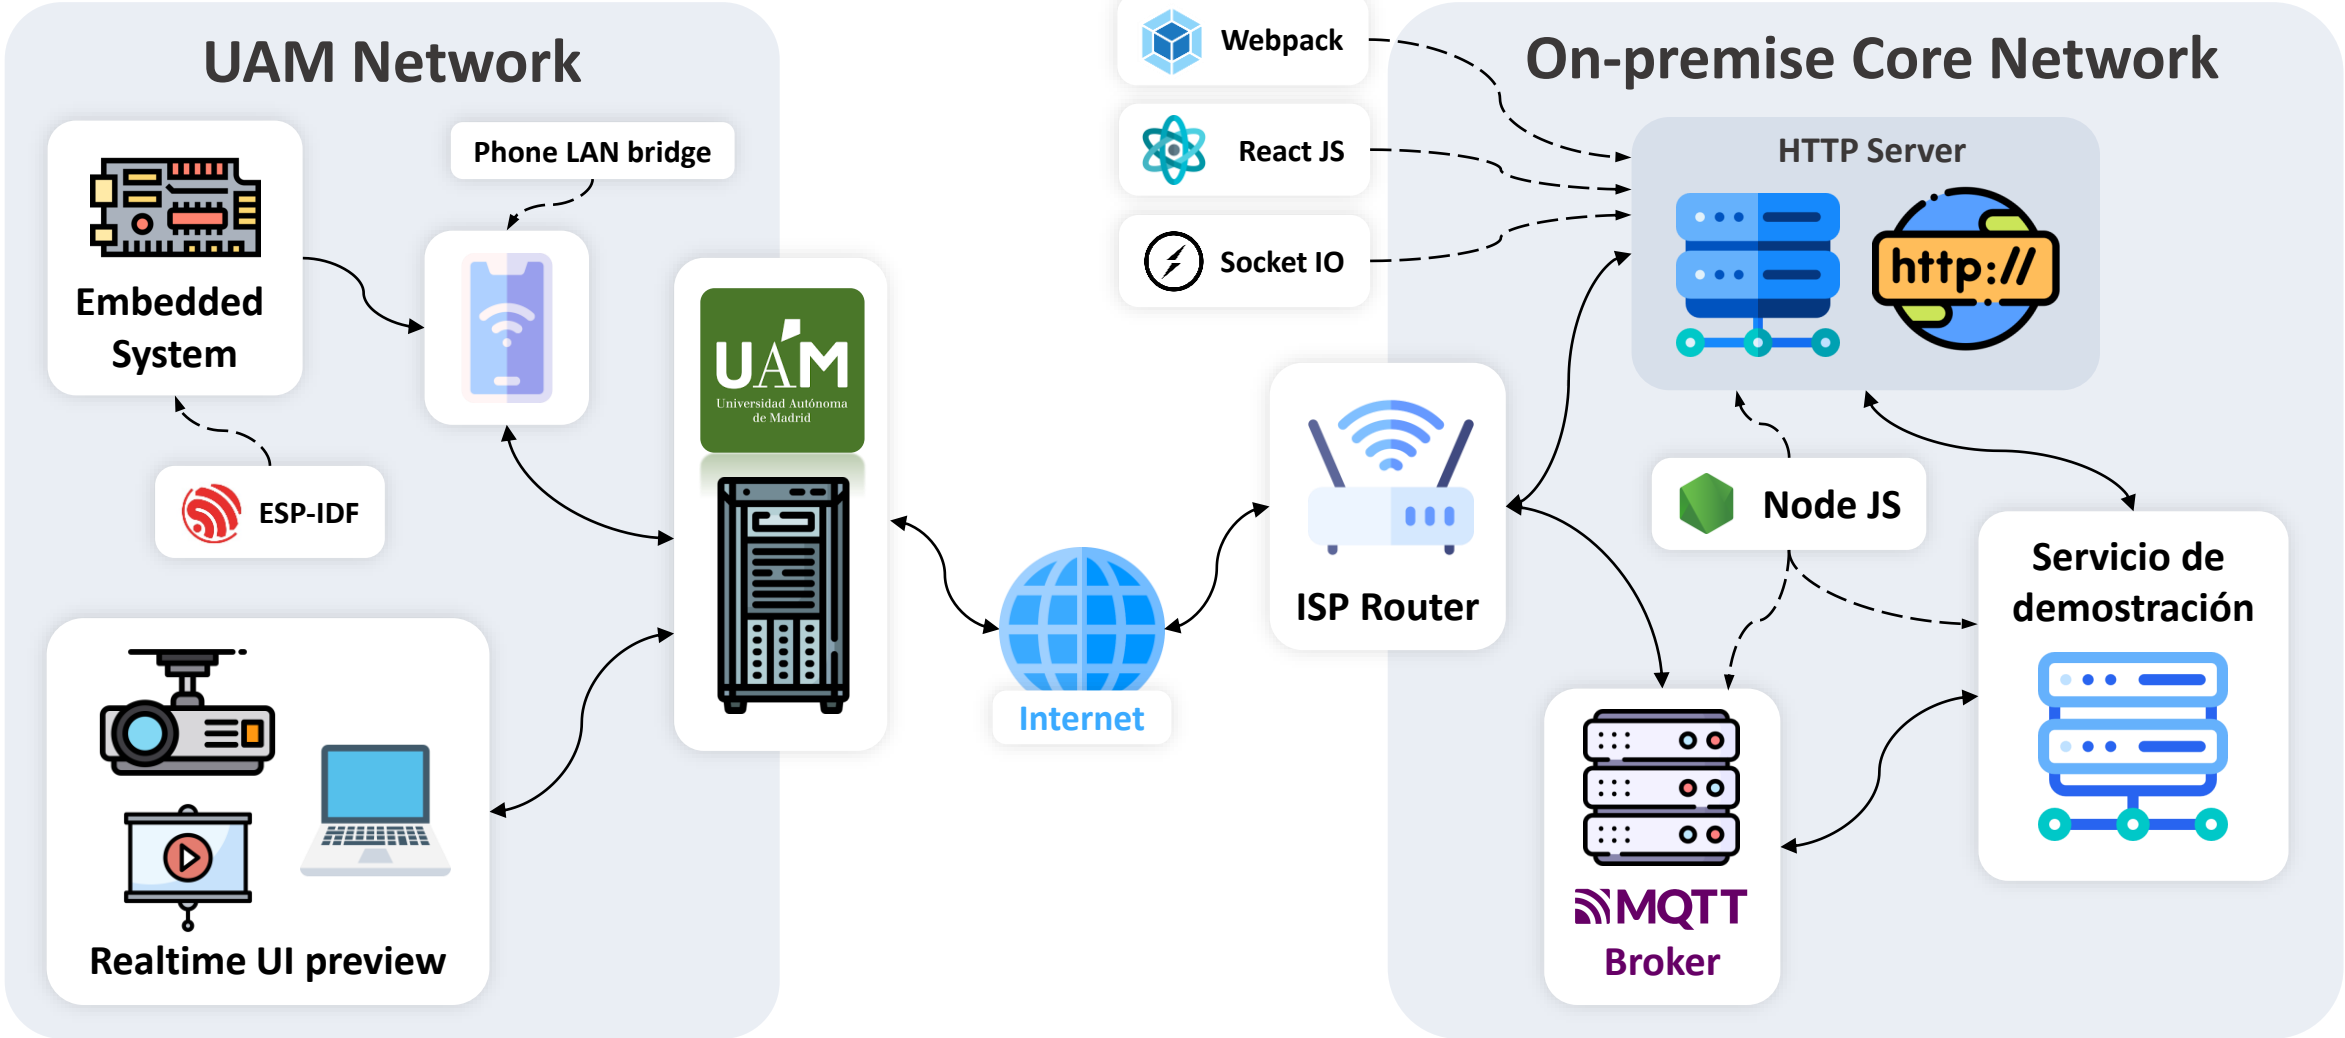 UAM Network
Embedded
System
Phone LAN bridge
ESP-IDF
UAM
Universidad Autónoma
de Madrid
Realtime UI preview
Internet
Webpack
React JS
Socket IO
ISP Router
On-premise Core Network
HTTP Server
http://
Node JS
Servicio de
demostración
MQTT
Broker